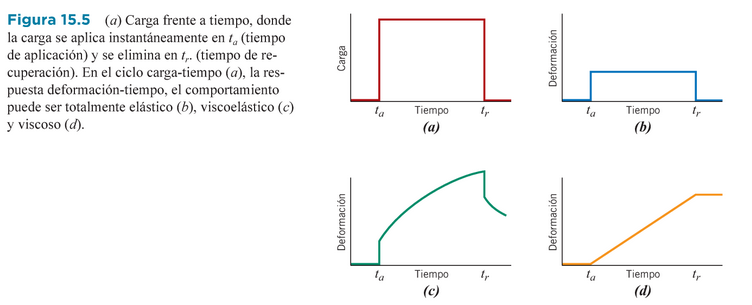 Figura 15.5 (a) Carga frente a tiempo, donde
la carga se aplica instantáneamente en ta (tiempo
de aplicación) y se elimina en tr. (tiempo de re-
cuperación). En el ciclo carga-tiempo (a), la res-
puesta deformación-tiempo, el comportamiento
puede ser totalmente elástico (b), viscoelástico (c)
y viscoso (d).
Carga
ta Tiempo tr
(a)
Deformación
ta Tiempo tr
(b)
Deformación
ta Tiempo tr
(c)
Deformación
ta Tiempo tr
(d)